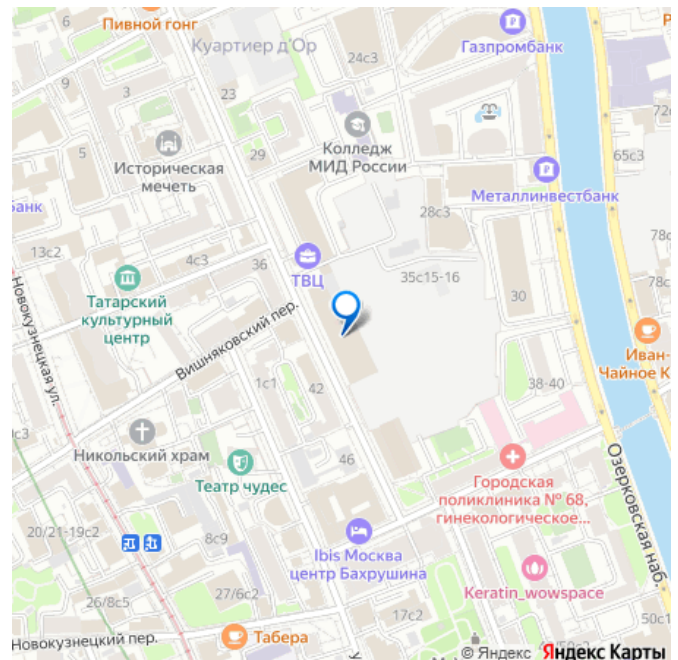 Пивной гонг
Куартиер д'Ор
24с3
Газпромбанк
6
9
3
23
5
29
Историческая
мечеть
Колледж
МИД России
65с3
Металлинвестбанк
28с3
банк
13с2
4с3
36
ТВЦ
35с15-16
30
Татарский
культурный
центр
Новокузнецкая ул.
Вишняковский пер.
1с1
42
38-40
Иван-
Чайное К
Никольский храм
46
Театр чудес
Городская
поликлиника № 68,
гинекологическое...
Озерковская наб.
20/21-19с2
8с9
Ibis Москва
центр Бахрушина
Keratin_wowspace
26/8с5
27/6с2
17с2
50с1
Новокузнецкий пер.
Табера
© Яндекс Яндекс Карты